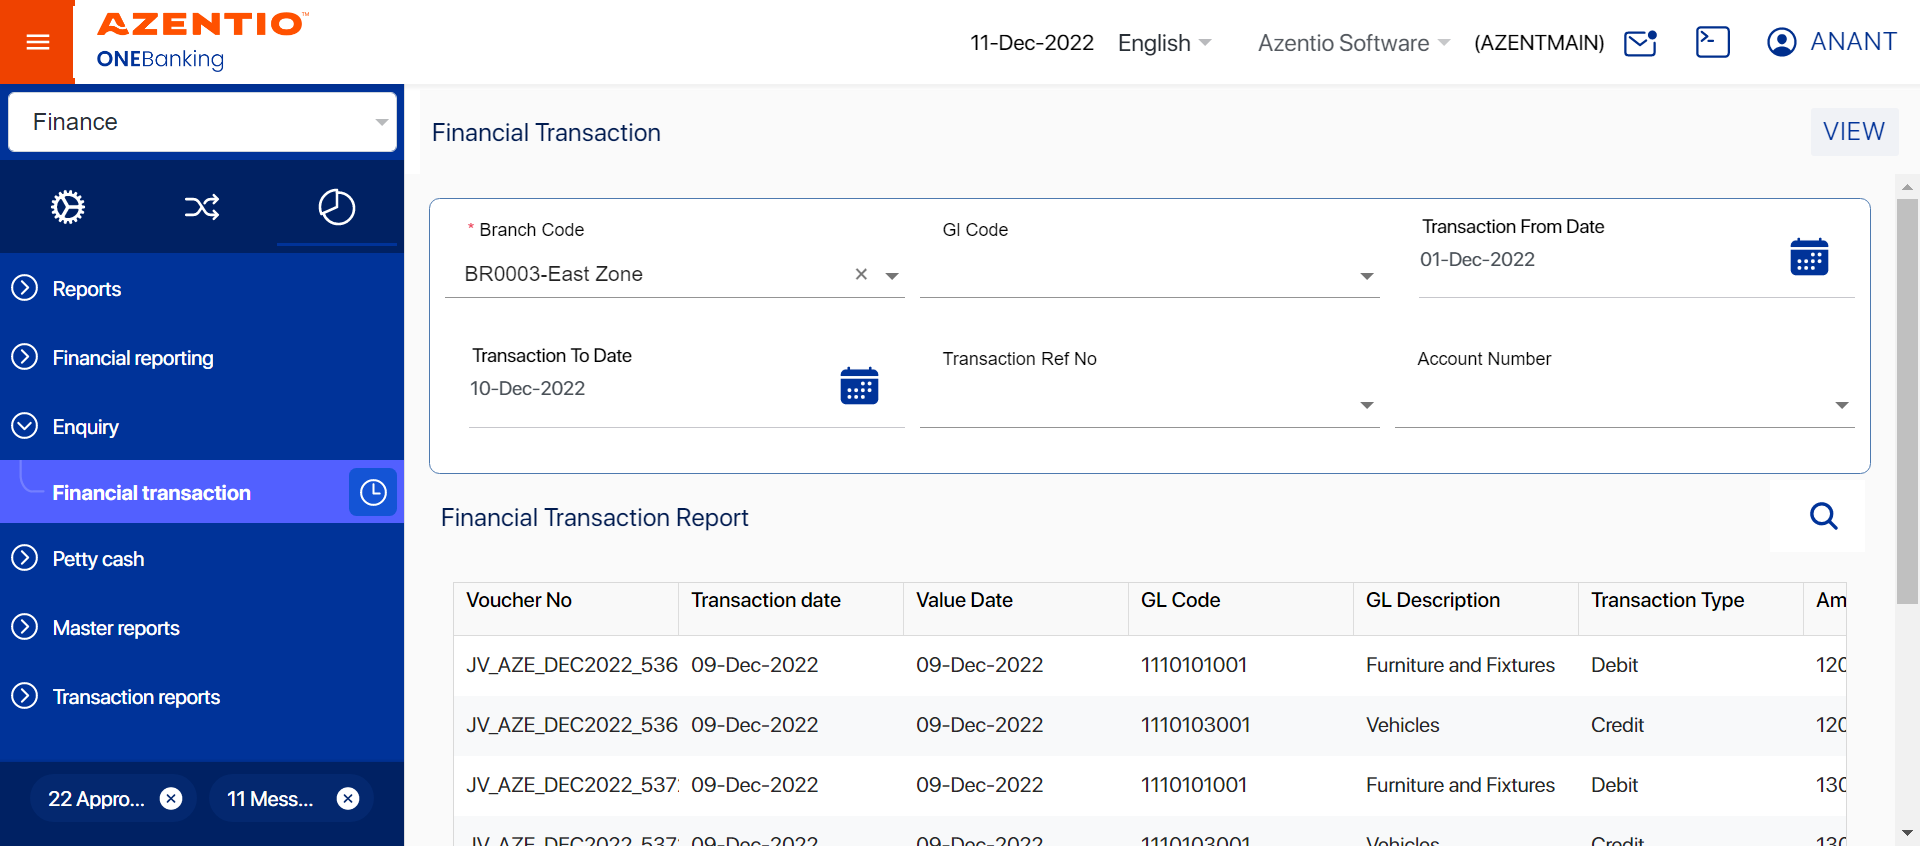 AZENTIO™
ONEBanking
11-Dec-2022
English
Azentio Software
(AZENTMAIN)
ANANT
Finance
Financial Transaction
VIEW
* Branch Code
Gl Code
Transaction From Date
BR0003-East Zone
01-Dec-2022
Reports
Financial reporting
Enquiry
Financial transaction
Petty cash
Master reports
Transaction reports
22 Appro...
11 Mess...
Transaction To Date
Transaction Ref No
Account Number
10-Dec-2022
Financial Transaction Report
Voucher No Transaction date Value Date GL Code GL Description Transaction Type Am
JV_AZE_DEC2022_536 09-Dec-2022 09-Dec-2022 1110101001 Furniture and Fixtures Debit 120
JV_AZE_DEC2022_536 09-Dec-2022 09-Dec-2022 1110103001 Vehicles Credit 120
JV_AZE_DEC2022_537 09-Dec-2022 09-Dec-2022 1110101001 Furniture and Fixtures Debit 130
JV_AZE_DEC2022_537 09-Dec-2022 09-Dec-2022 1110103001 Vehicles Credit 130